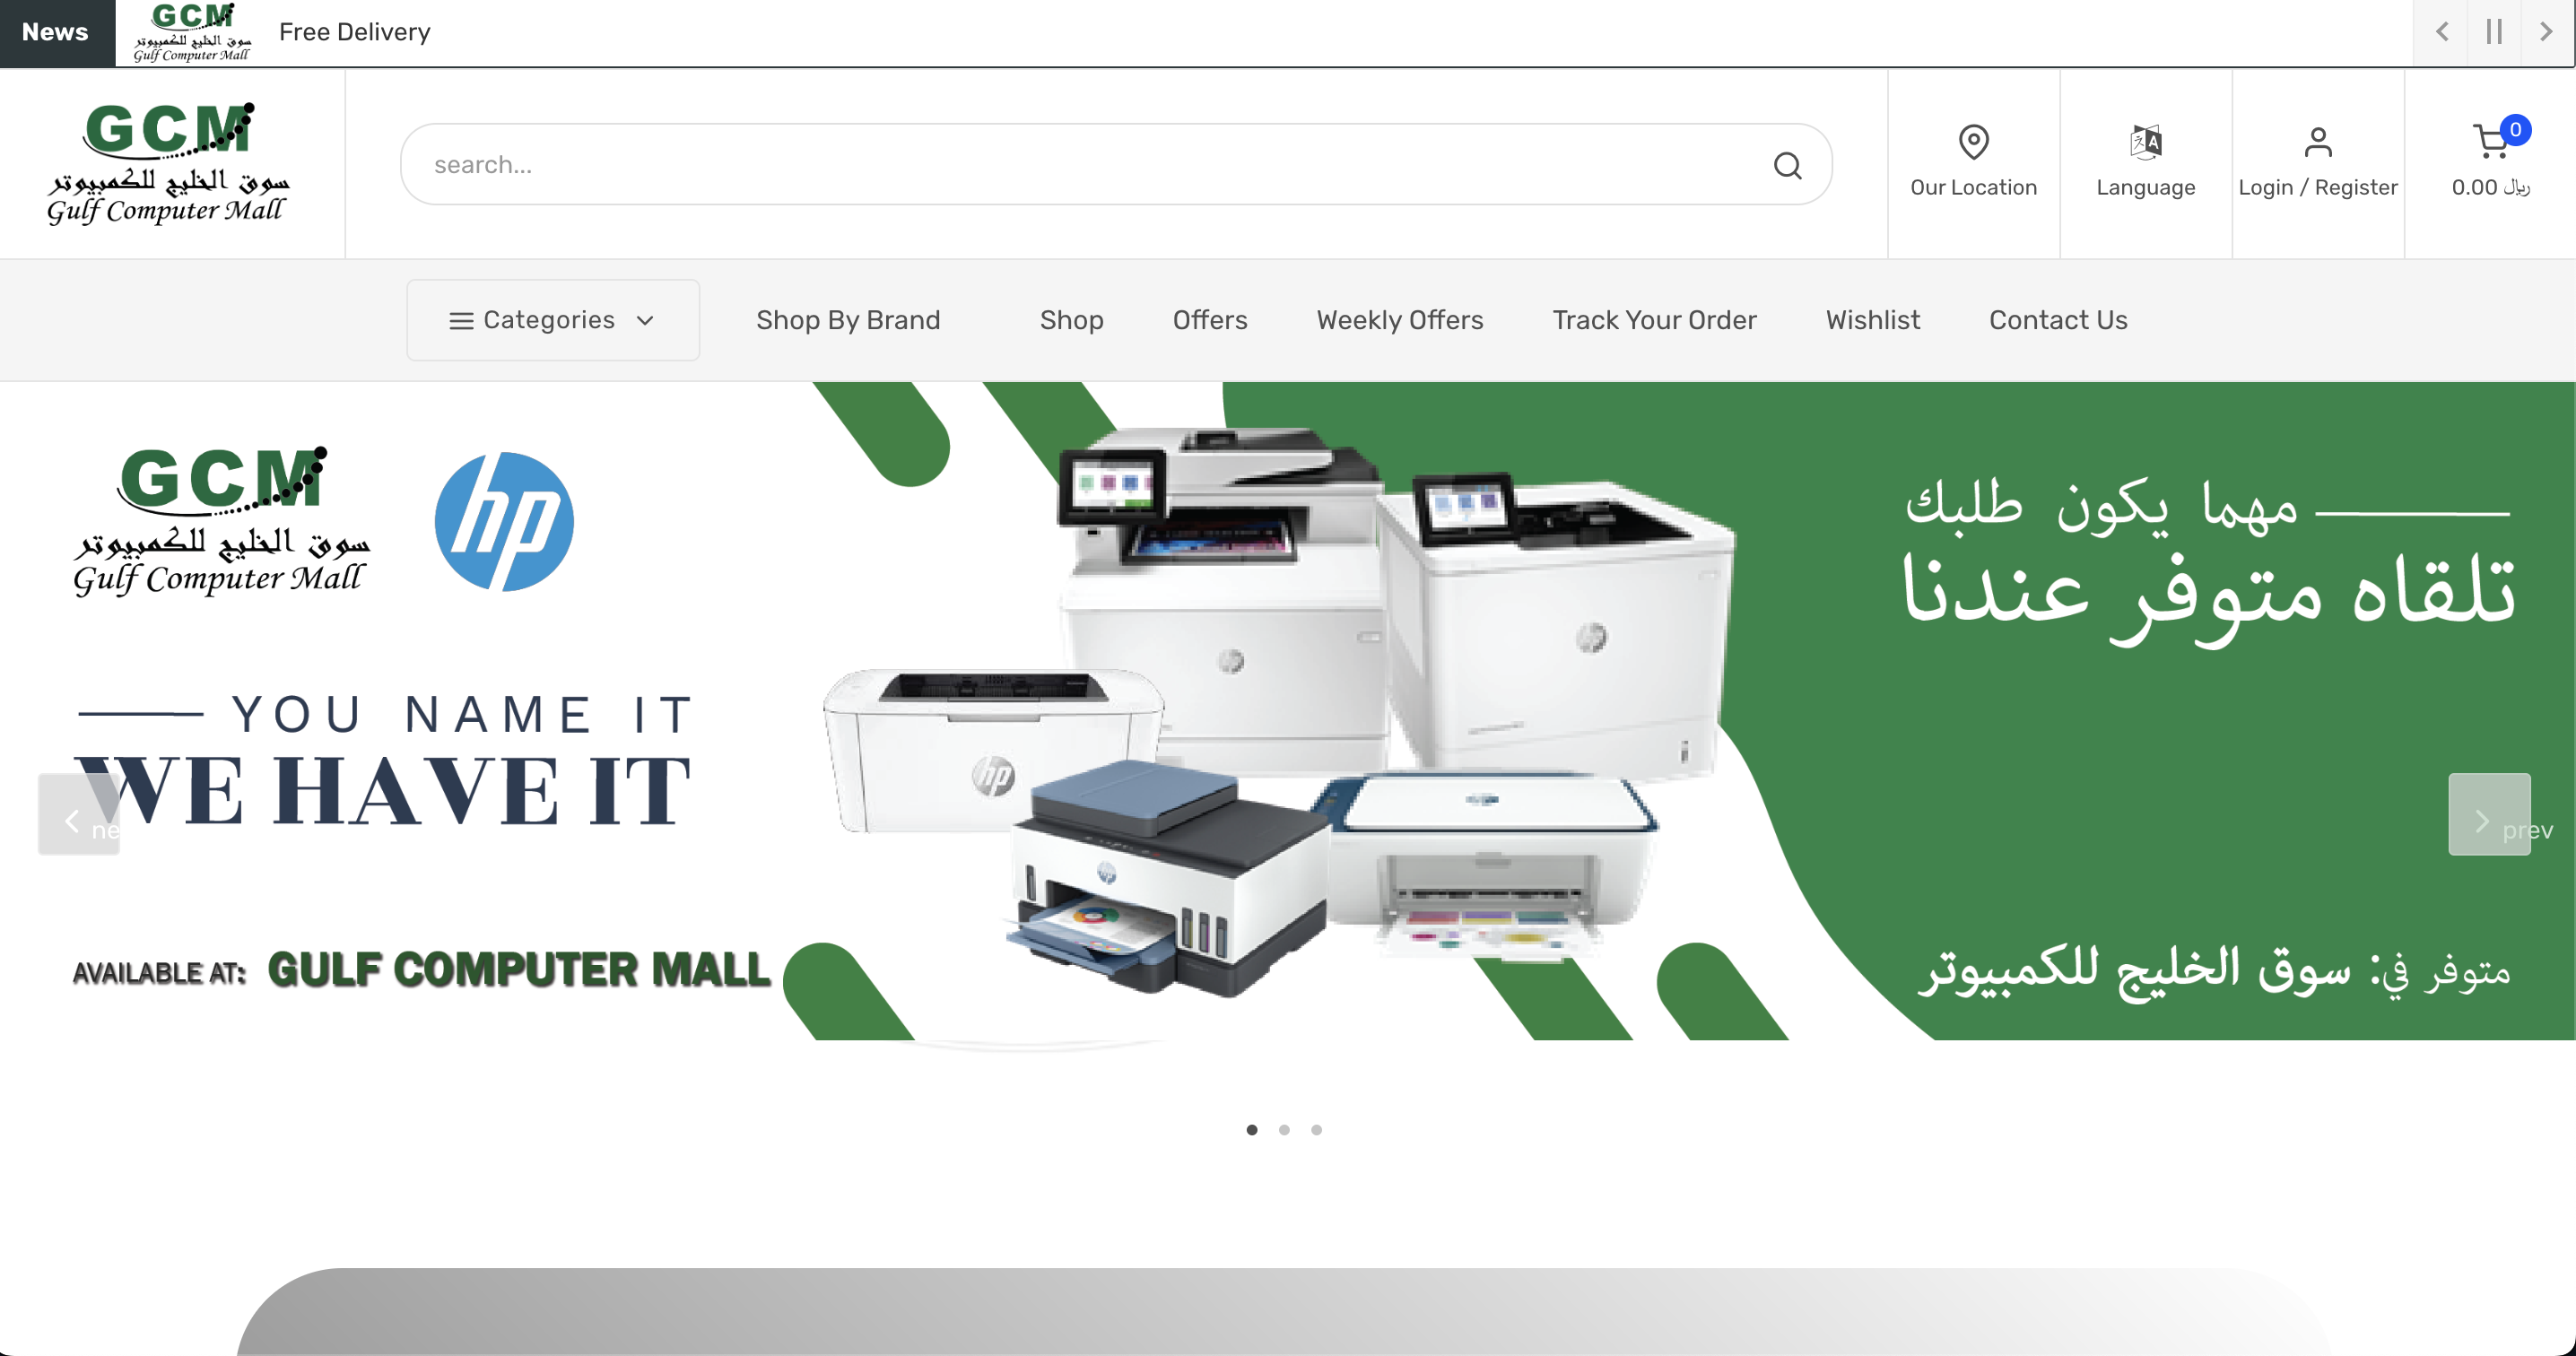 News
GCM
سوق الخليج للكمبيوتر
Gulf Computer Mall
Free Delivery
GCM
سوق الخليج للكمبيوتر
Gulf Computer Mall
search...
Our Location
Language
Login / Register
0
0.00 ريال
Categories
Shop By Brand
Shop
Offers
Weekly Offers
Track Your Order
Wishlist
Contact Us
GCM
سوق الخليج للكمبيوتر
Gulf Computer Mall
hp
YOU NAME IT
WE HAVE IT
ne
AVAILABLE AT: GULF COMPUTER MALL
hp
مهما يكون طلبك
تلقاه متوفر عندنا
prev
متوفر في: سوق الخليج للكمبيوتر